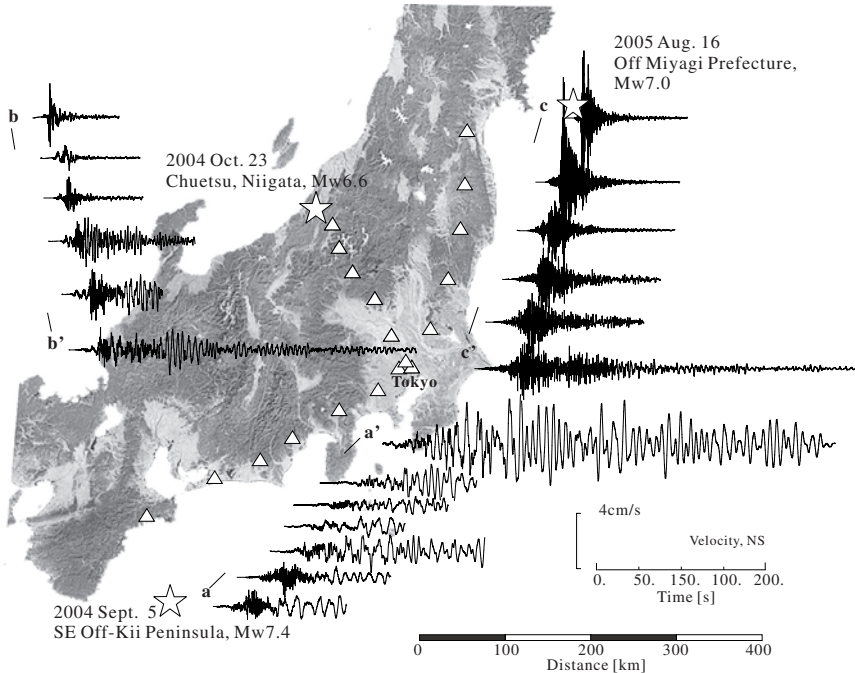 2005 Aug. 16
Off Miyagi Prefecture,
Mw7.0
c
b
2004 Oct. 23
Chuetsu, Niigata, Mw6.6
b'
c'
Tokyo
a'
4cm/s
Velocity, NS
0. 50. 150. 100. 200.
Time [s]
a
2004 Sept. 5
SE Off-Kii Peninsula, Mw7.4
0 100 200 300 400
Distance [km]